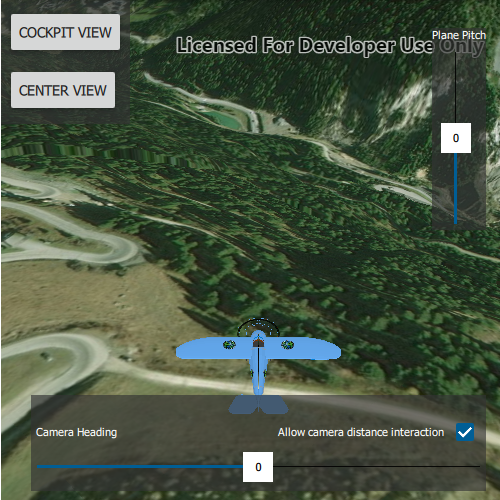 COCKPIT VIEW
Licensed For Developer Use Only
Plane Pitch
CENTER VIEW
0
Camera Heading
Allow camera distance interaction
0